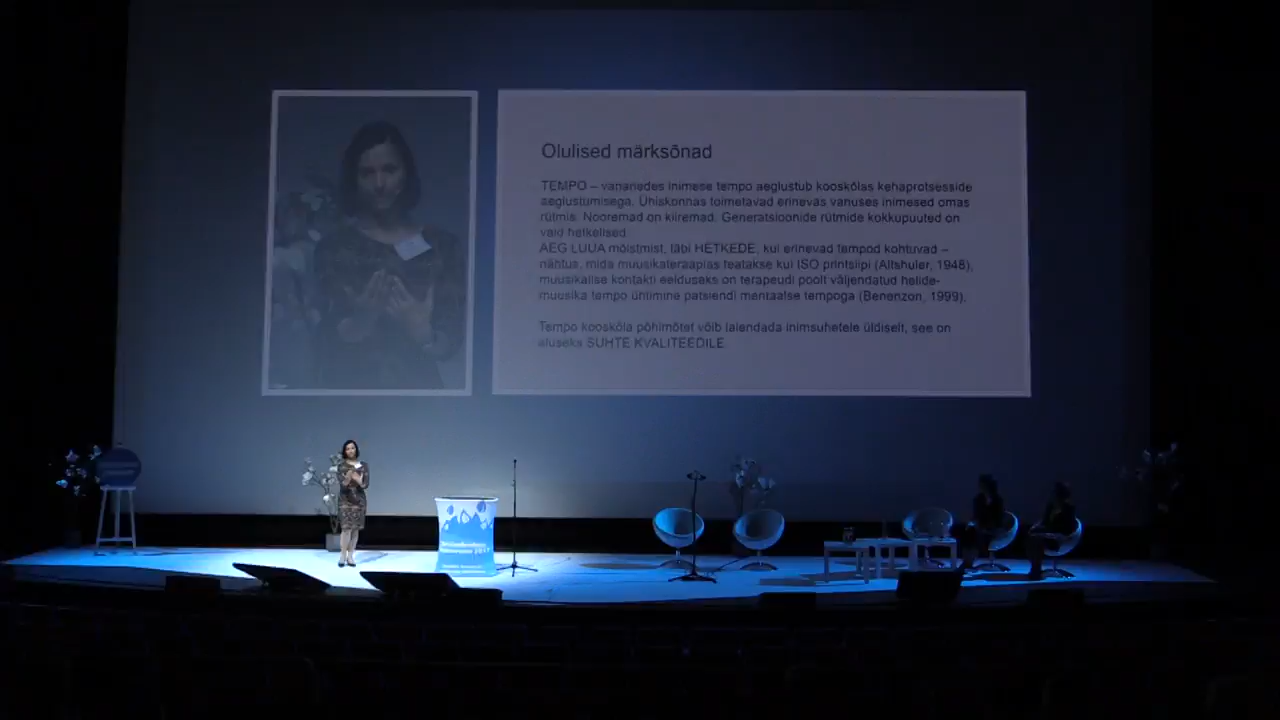 Olulised märksõnad
TEMPO – vananedes inimese tempo aeglustub kooskõlas kehaprotsesside
aeglustumisega. Ühiskonnas toimetavad erinevas vanuses inimesed omas
rütmis. Nooremad on kiiremad. Generatsioonide rütmide kokkupuuted on
vaid hetkelised.
AEG LUUA mõistmist, läbi HETKEDE, kui erinevad tempod kohtuvad –
nähtus, mida muusikateraapias teatakse kui ISO printsiipi (Altshuler, 1948),
muusikalise kontakti eelduseks on terapeudi poolt väljendatud helide-
muusika tempo ühtimine patsiendi mentaalse tempoga (Benenzon, 1999).
Tempo kooskõla põhimõtet võib laiendada inimsuhetele üldiselt, see on
aluseks SUHTE KVALITEEDILE
2017